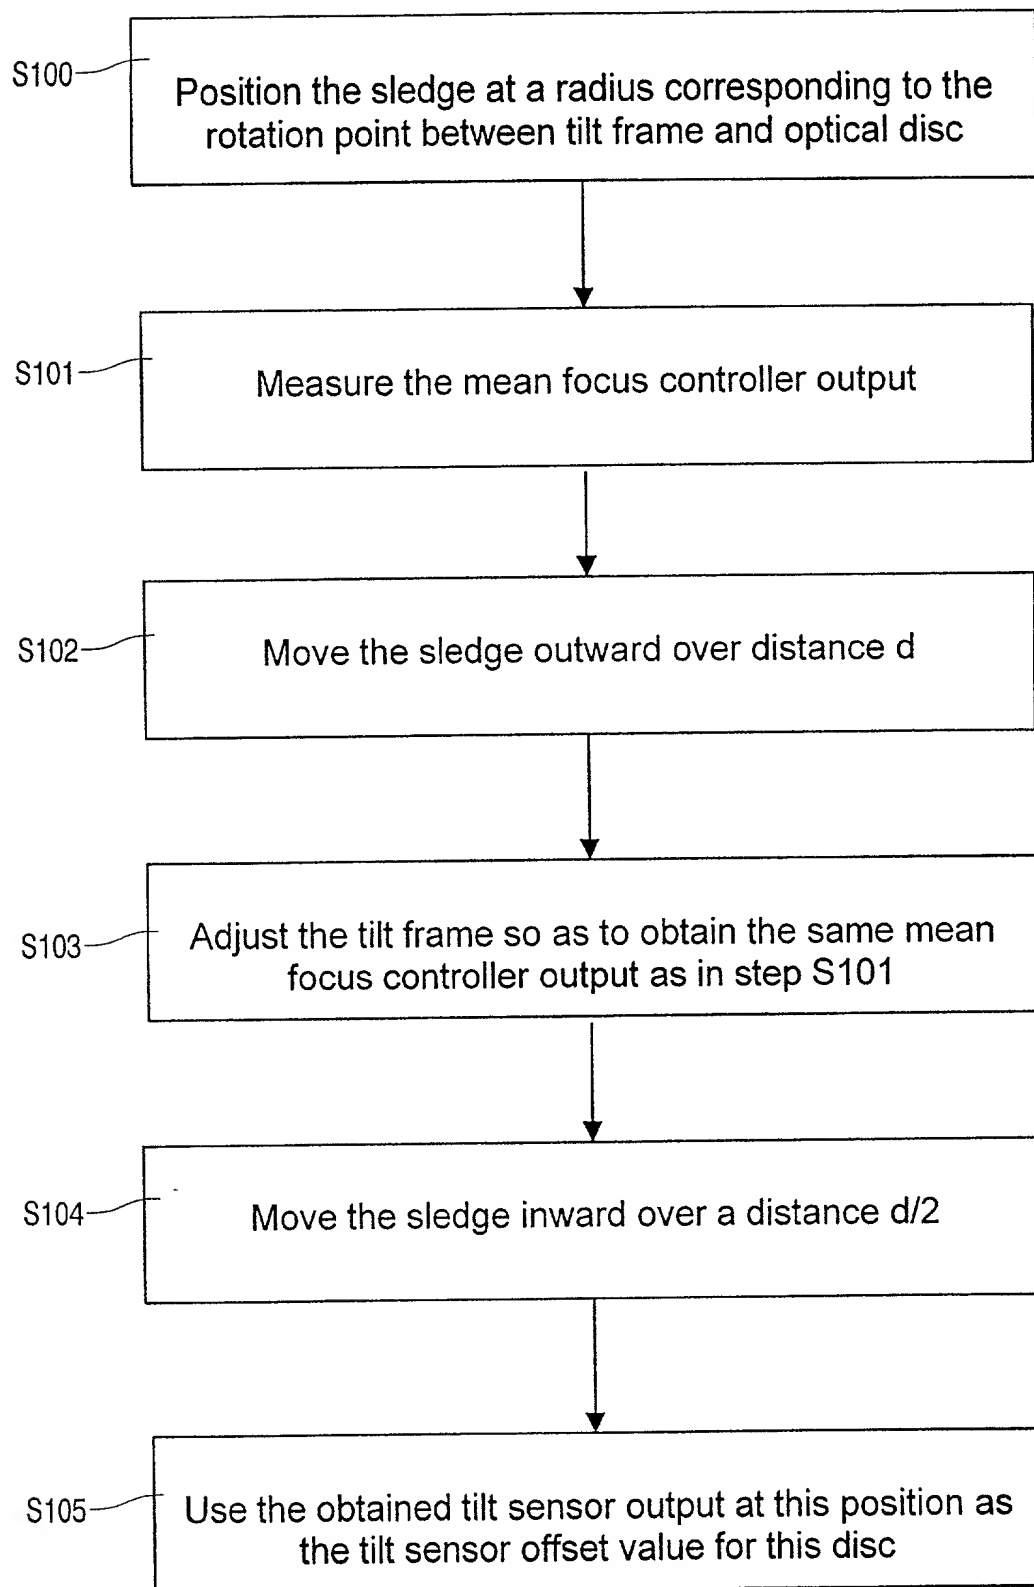 S100
Position the sledge at a radius corresponding to the
rotation point between tilt frame and optical disc
S101
Measure the mean focus controller output
S102
Move the sledge outward over distance d
S103
Adjust the tilt frame so as to obtain the same mean
focus controller output as in step S101
S104
Move the sledge inward over a distance d/2
S105
Use the obtained tilt sensor output at this position as
the tilt sensor offset value for this disc